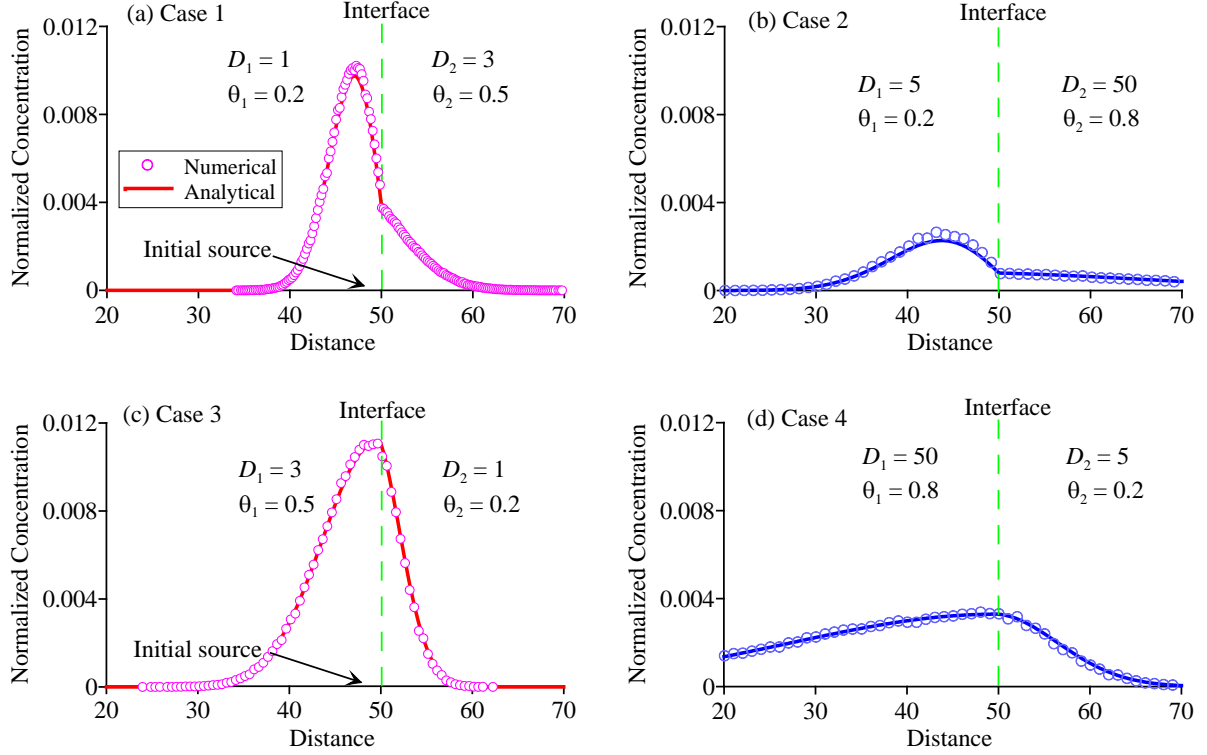 (a) Case 1
Interface
0.012
0.008
0.004
0
Normalized Concentration
D₁ = 1
θ₁ = 0.2
D₂ = 3
θ₂ = 0.5
Numerical
Analytical
Initial source
20 30 40 50 60 70
Distance
(b) Case 2
Interface
0.012
0.008
0.004
0
Normalized Concentration
D₁ = 5
θ₁ = 0.2
D₂ = 50
θ₂ = 0.8
20 30 40 50 60 70
Distance
(c) Case 3
Interface
0.012
0.008
0.004
0
Normalized Concentration
D₁ = 3
θ₁ = 0.5
D₂ = 1
θ₂ = 0.2
Initial source
20 30 40 50 60 70
Distance
(d) Case 4
Interface
0.012
0.008
0.004
0
Normalized Concentration
D₁ = 50
θ₁ = 0.8
D₂ = 5
θ₂ = 0.2
20 30 40 50 60 70
Distance